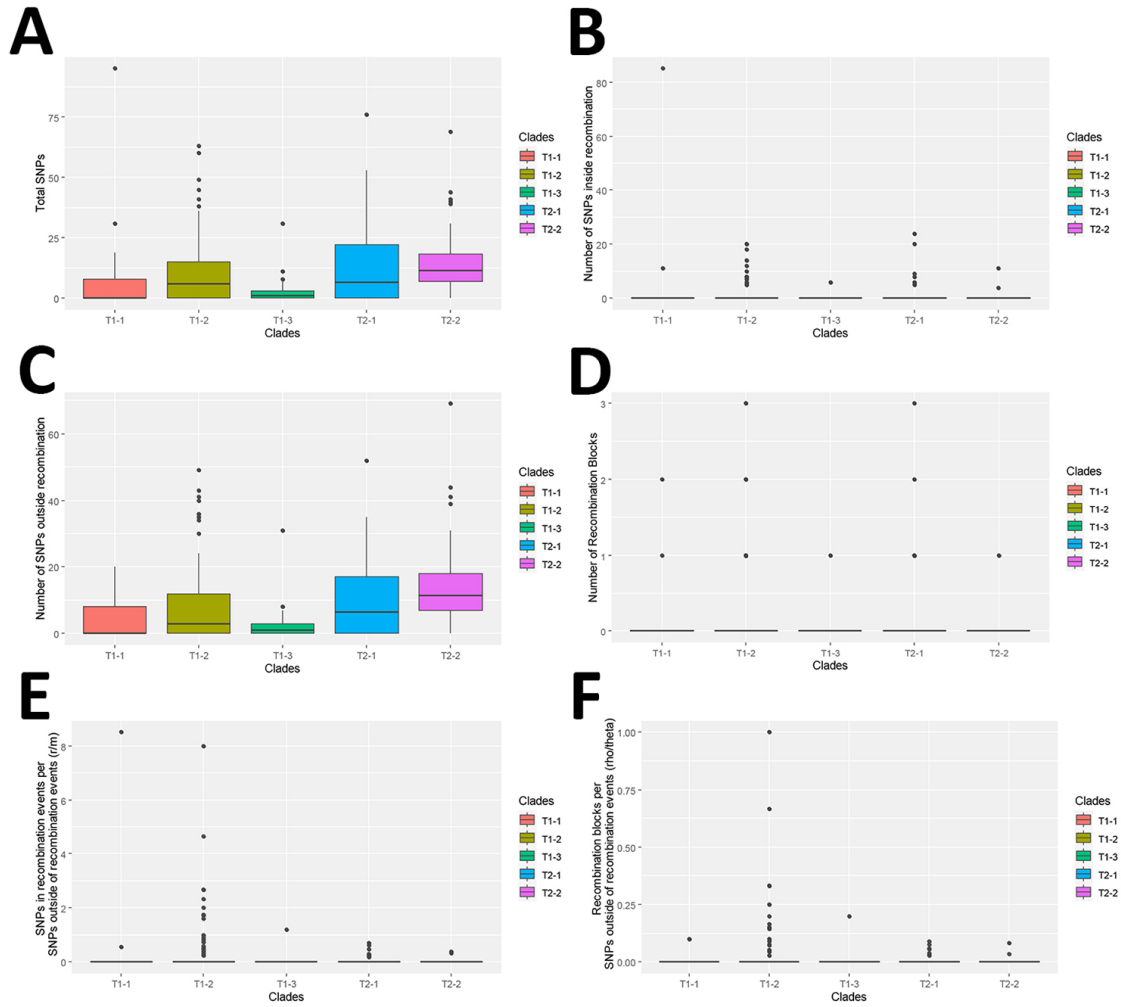 A
Total SNPs
75
50
25
0
T1-1 T1-2 T1-3 T2-1 T2-2
Clades
Clades
T1-1
T1-2
T1-3
T2-1
T2-2
B
Number of SNPs inside recombination
80
60
40
20
0
T1-1 T1-2 T1-3 T2-1 T2-2
Clades
Clades
T1-1
T1-2
T1-3
T2-1
T2-2
C
Number of SNPs outside recombination
60
40
20
0
T1-1 T1-2 T1-3 T2-1 T2-2
Clades
Clades
T1-1
T1-2
T1-3
T2-1
T2-2
D
Number of Recombination Blocks
3
2
1
0
T1-1 T1-2 T1-3 T2-1 T2-2
Clades
Clades
T1-1
T1-2
T1-3
T2-1
T2-2
E
SNPs in recombination events per
SNPs outside of recombination events (r/m)
8
6
4
2
0
T1-1 T1-2 T1-3 T2-1 T2-2
Clades
Clades
T1-1
T1-2
T1-3
T2-1
T2-2
F
Recombination blocks per
SNPs outside of recombination events (rho/theta)
1.00
0.75
0.50
0.25
0.00
T1-1 T1-2 T1-3 T2-1 T2-2
Clades
Clades
T1-1
T1-2
T1-3
T2-1
T2-2